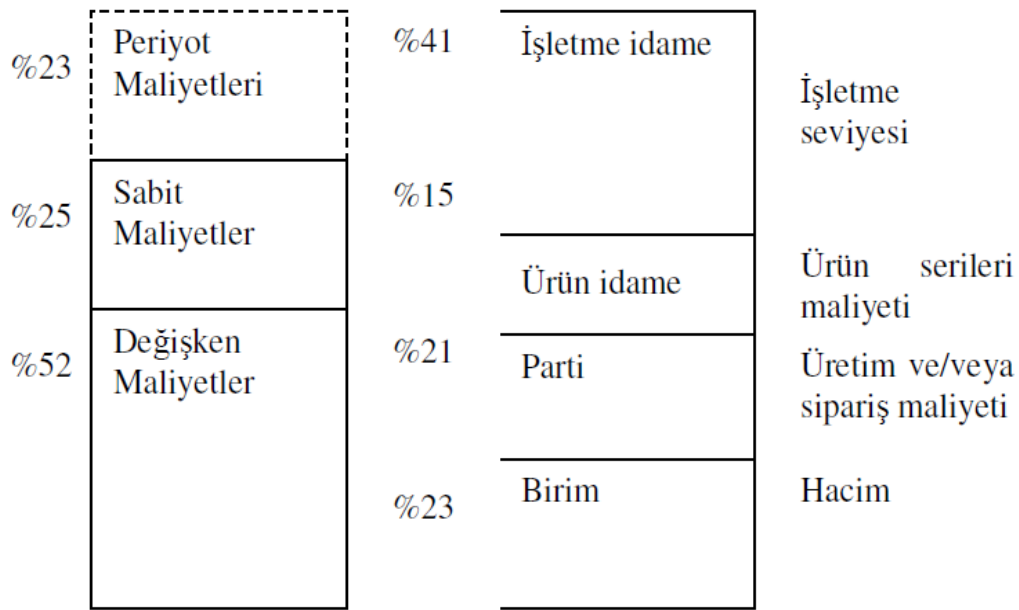 %23
Periyot
Maliyetleri
%25
Sabit
Maliyetler
%52
Değişken
Maliyetler
%41
İşletme idame
İşletme
seviyesi
%15
Ürün idame
Ürün serileri
maliyeti
%21
Parti
Üretim ve/veya
sipariş maliyeti
%23
Birim
Hacim